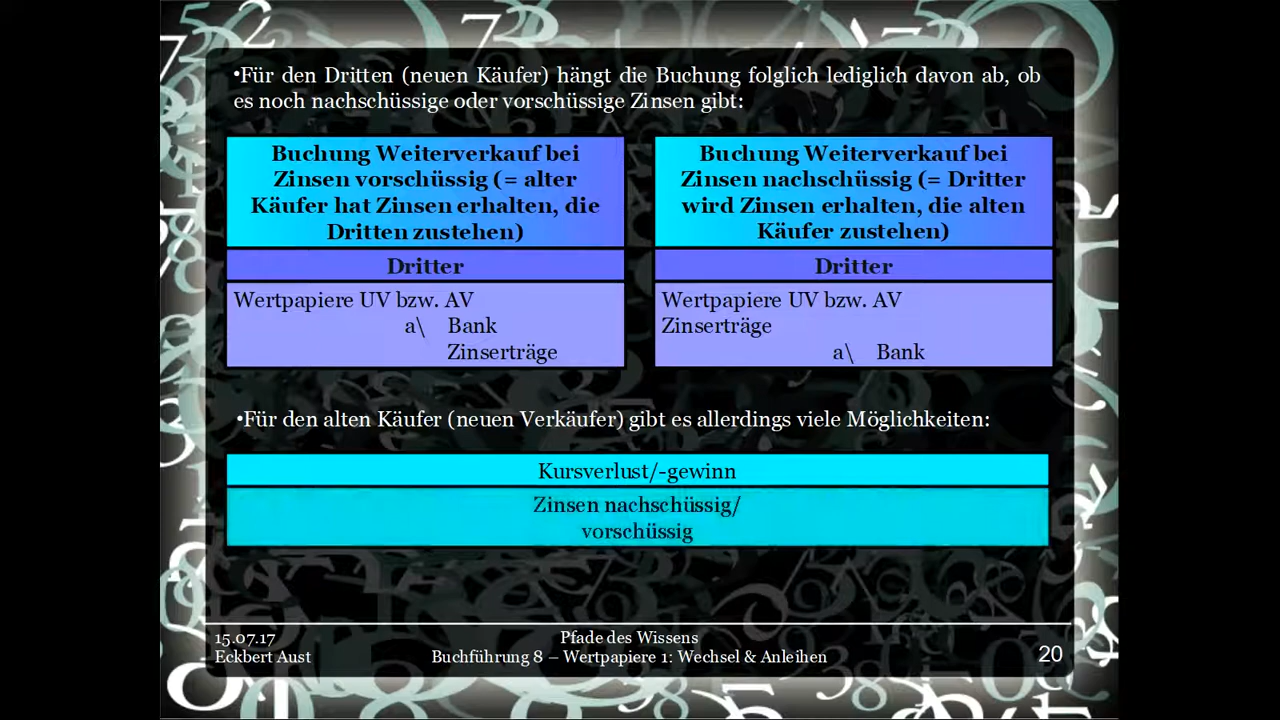 •Für den Dritten (neuen Käufer) hängt die Buchung folglich lediglich davon ab, ob
es noch nachschüssige oder vorschüssige Zinsen gibt:
Buchung Weiterverkauf bei
Zinsen vorschüssig (= alter
Käufer hat Zinsen erhalten, die
Dritten zustehen)
Dritter
Wertpapiere UV bzw. AV
a\ Bank
Zinserträge
Buchung Weiterverkauf bei
Zinsen nachschüssig (= Dritter
wird Zinsen erhalten, die alten
Käufer zustehen)
Dritter
Wertpapiere UV bzw. AV
Zinserträge
a\ Bank
•Für den alten Käufer (neuen Verkäufer) gibt es allerdings viele Möglichkeiten:
Kursverlust/-gewinn
Zinsen nachschüssig/
vorschüssig
15.07.17
Eckbert Aust
Pfade des Wissens
Buchführung 8 – Wertpapiere 1: Wechsel & Anleihen
20